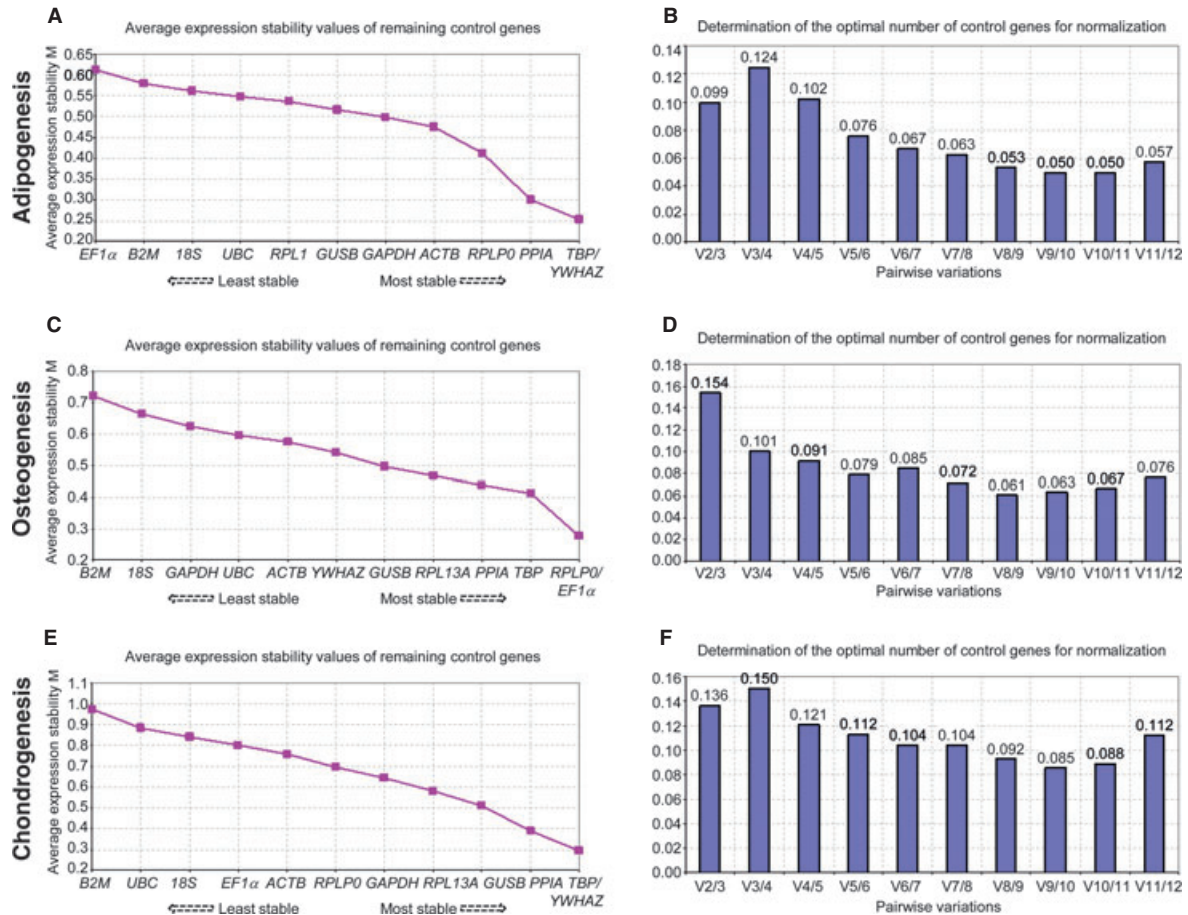 A
Average expression stability values of remaining control genes
Adipogenesis
Average expression stability M
0.65
0.60
0.55
0.50
0.45
0.40
0.35
0.30
0.25
0.20
EF1α B2M 18S UBC RPL1 GUSB GAPDH ACTB RPLP0 PPIA TBP/
YWHAZ
Least stable Most stable
B
Determination of the optimal number of control genes for normalization
0.14
0.12
0.10
0.08
0.06
0.04
0.02
0.00
0.099 0.124 0.102 0.076 0.067 0.063 0.053 0.050 0.050 0.057
V2/3 V3/4 V4/5 V5/6 V6/7 V7/8 V8/9 V9/10 V10/11 V11/12
Pairwise variations
C
Average expression stability values of remaining control genes
Osteogenesis
Average expression stability M
0.8
0.7
0.6
0.5
0.4
0.3
0.2
B2M 18S GAPDH UBC ACTB YWHAZ GUSB RPL13A PPIA TBP RPLP0/
EF1α
Least stable Most stable
D
Determination of the optimal number of control genes for normalization
0.18
0.16
0.14
0.12
0.10
0.08
0.06
0.04
0.02
0.00
0.154 0.101 0.091 0.079 0.085 0.072 0.061 0.063 0.067 0.076
V2/3 V3/4 V4/5 V5/6 V6/7 V7/8 V8/9 V9/10 V10/11 V11/12
Pairwise variations
E
Average expression stability values of remaining control genes
Chondrogenesis
Average expression stability M
1.1
1.0
0.9
0.8
0.7
0.6
0.5
0.4
0.3
0.2
B2M UBC 18S EF1α ACTB RPLP0 GAPDH RPL13A GUSB PPIA TBP/
YWHAZ
Least stable Most stable
F
Determination of the optimal number of control genes for normalization
0.16
0.14
0.12
0.10
0.08
0.06
0.04
0.02
0.00
0.136 0.150 0.121 0.112 0.104 0.104 0.092 0.085 0.088 0.112
V2/3 V3/4 V4/5 V5/6 V6/7 V7/8 V8/9 V9/10 V10/11 V11/12
Pairwise variations